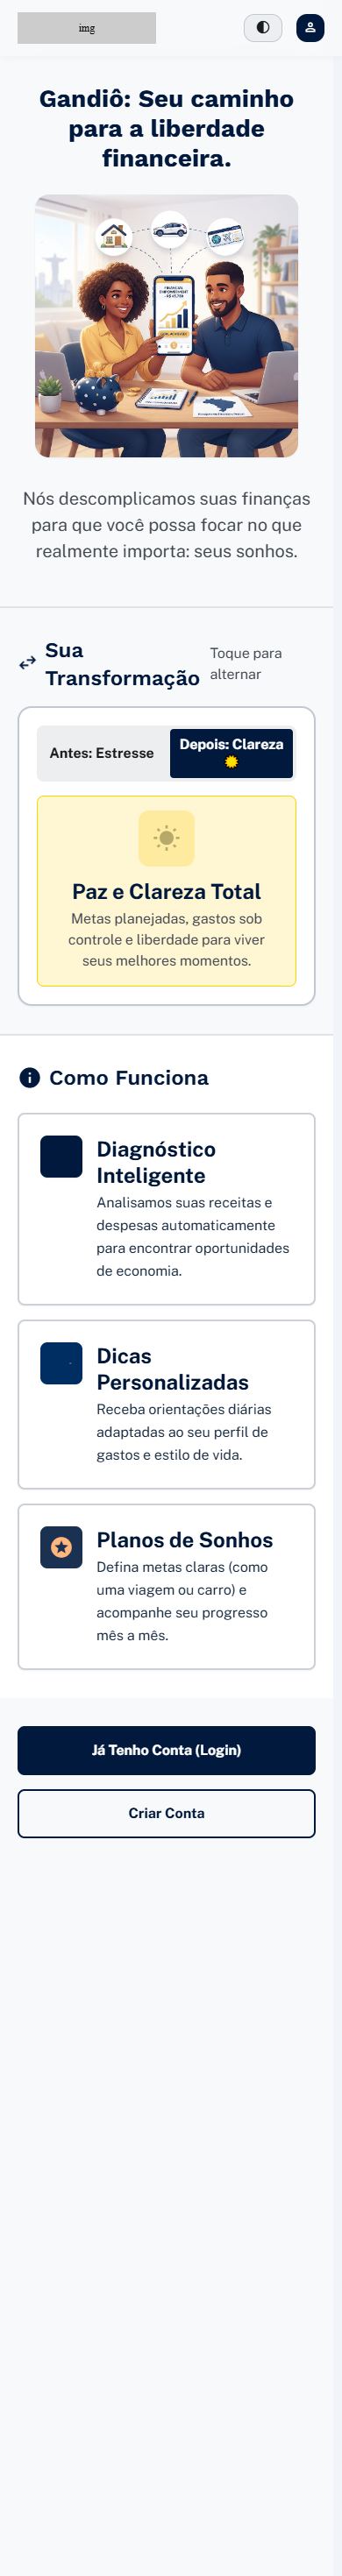 img
Gandiô: Seu caminho
para a liberdade
financeira.
Nós descomplicamos suas finanças
para que você possa focar no que
realmente importa: seus sonhos.
Sua
Transformação
Toque para
alternar
Antes: Estresse
Depois: Clareza
Paz e Clareza Total
Metas planejadas, gastos sob
controle e liberdade para viver
seus melhores momentos.
Como Funciona
Diagnóstico
Inteligente
Analisamos suas receitas e
despesas automaticamente
para encontrar oportunidades
de economia.
Dicas
Personalizadas
Receba orientações diárias
adaptadas ao seu perfil de
gastos e estilo de vida.
Planos de Sonhos
Defina metas claras (como
uma viagem ou carro) e
acompanhe seu progresso
mês a mês.
Já Tenho Conta (Login)
Criar Conta